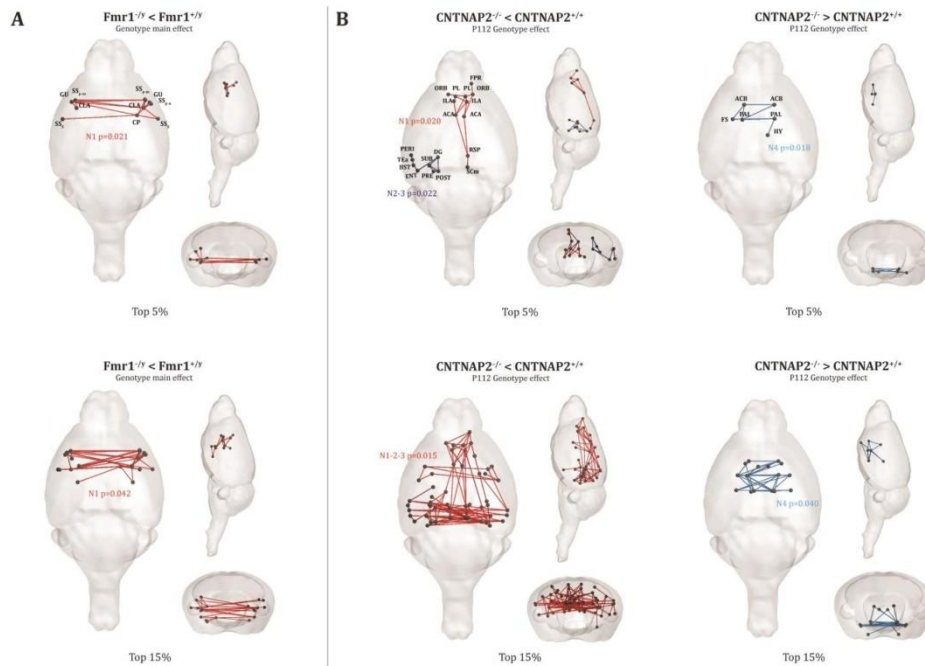 A
Fmr1-/y < Fmr1+/y
Genotype main effect
GU
CLA
GU
CLA
CP
N1 p=0.021
Top 5%
B
CNTNAP2-/- < CNTNAP2+/+
P112 Genotype effect
FPR
ORB PL PL ORB
ILA ILA
ACA ACA
N1 p=0.020
RSP
SCm
PERI
TEa
SUB
DG
ENT
PRE
POST
N2-3 p=0.022
Top 5%
CNTNAP2-/- > CNTNAP2+/+
P112 Genotype effect
ACB ACB
FS PAL PAL
HY
N4 p=0.018
Top 5%
Fmr1-/y < Fmr1+/y
Genotype main effect
N1 p=0.042
Top 15%
CNTNAP2-/- < CNTNAP2+/+
P112 Genotype effect
N1-2-3 p=0.015
Top 15%
CNTNAP2-/- > CNTNAP2+/+
P112 Genotype effect
N4 p=0.040
Top 15%